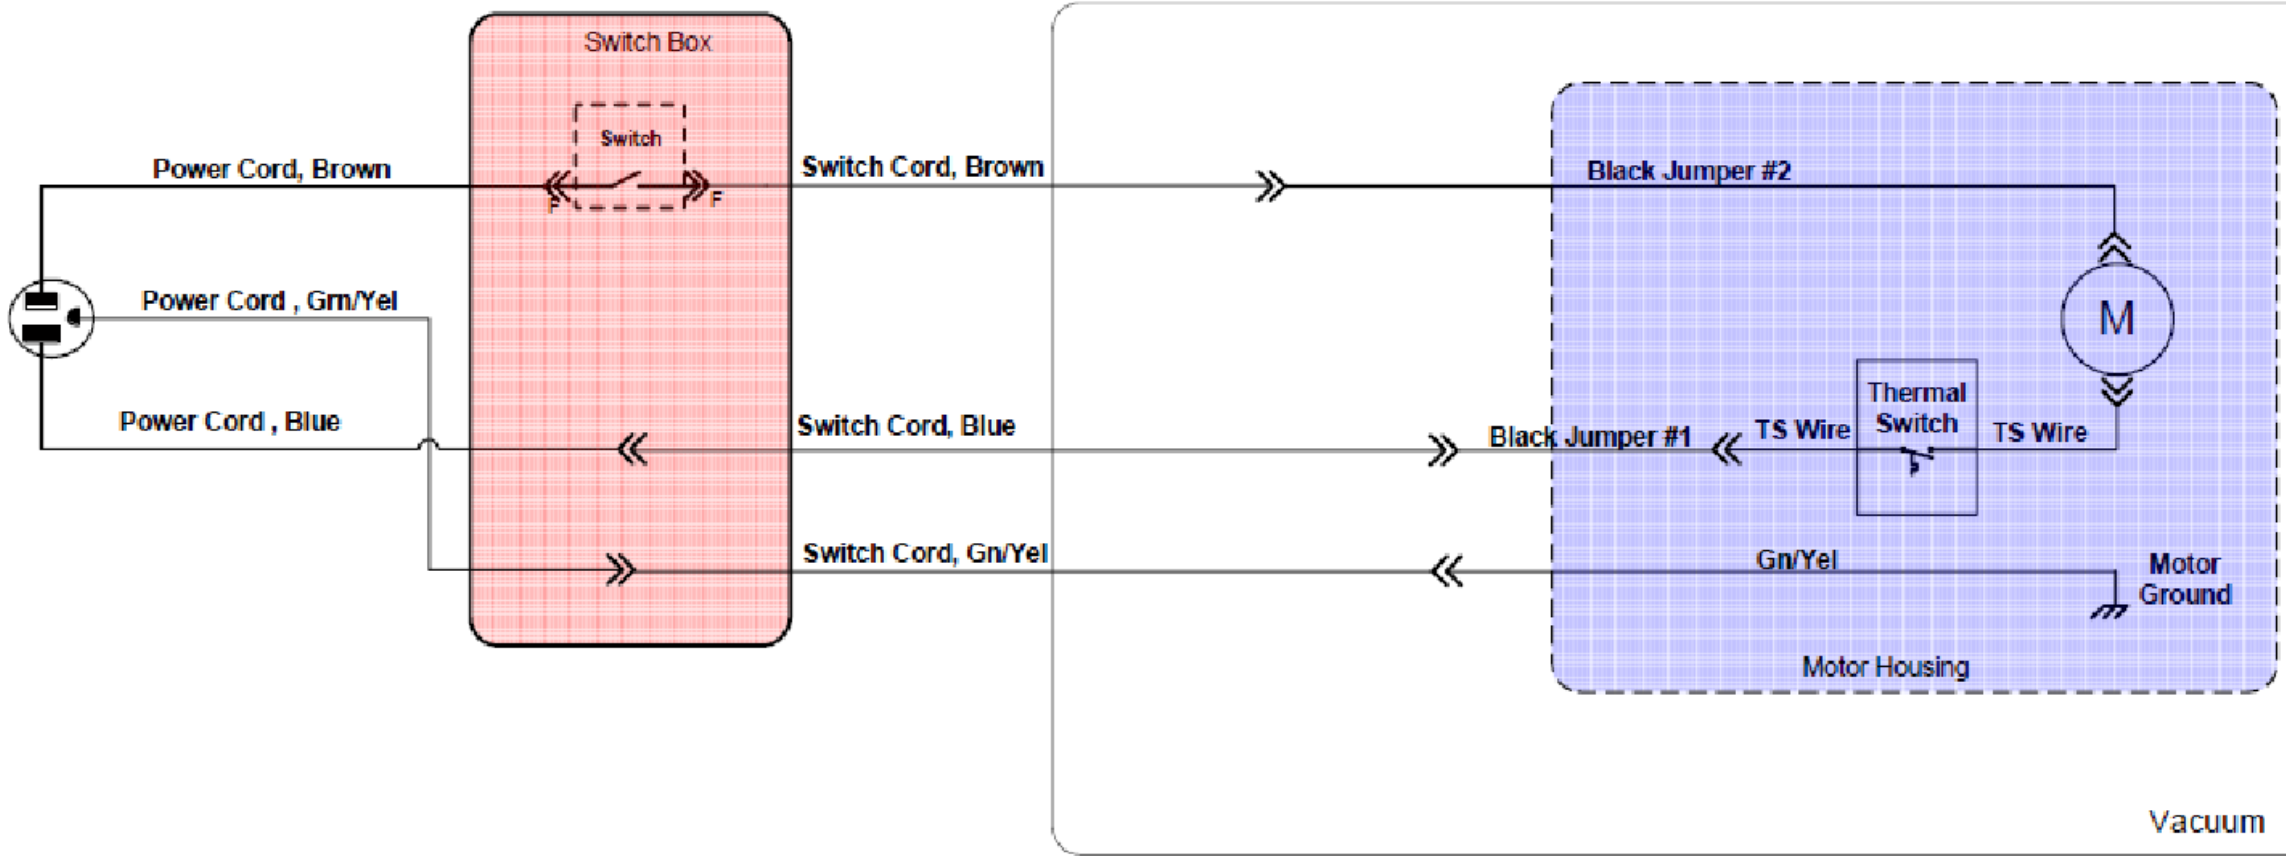 Switch Box
Switch
Power Cord, Brown
F
F
Switch Cord, Brown
Black Jumper #2
Power Cord , Grn/Yel
M
Power Cord , Blue
Switch Cord, Blue
Black Jumper #1
TS Wire
Thermal
Switch
TS Wire
Switch Cord, Gn/Yel
Gn/Yel
Motor
Ground
Motor Housing
Vacuum